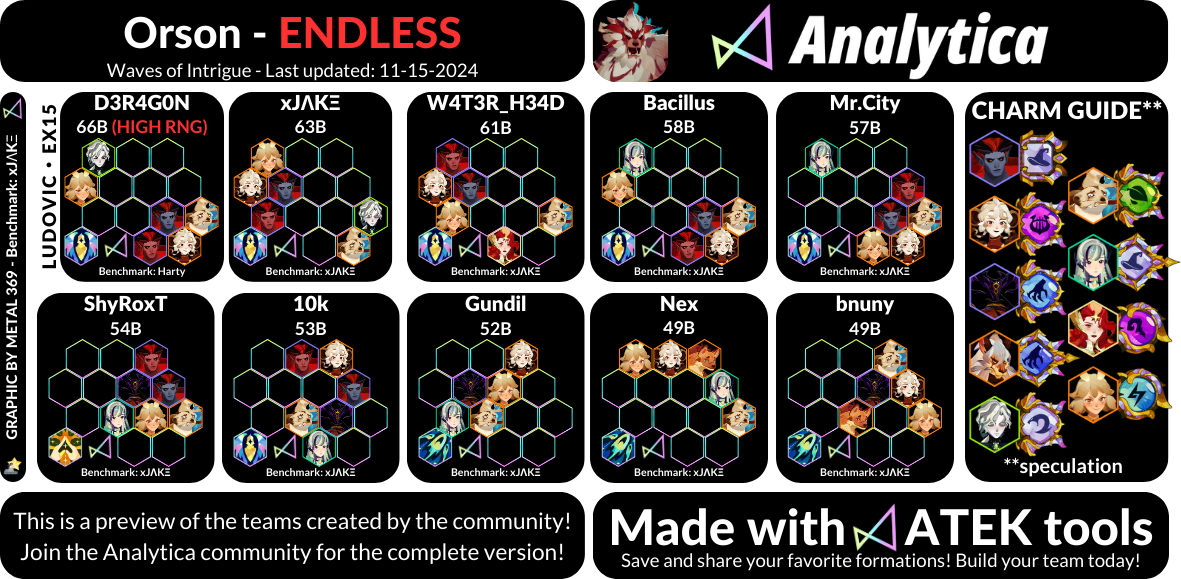 Orson - ENDLESS
Waves of Intrigue - Last updated: 11-15-2024
Analytica
GRAPHIC BY METAL 369 - Benchmark: xJΛKΞ
LUDOVIC • EX15
D3R4G0N
66B (HIGH RNG)
Benchmark: Harty
xJΛKΞ
63B
Benchmark: xJΛKΞ
W4T3R_H34D
61B
Benchmark: xJΛKΞ
Bacillus
58B
Benchmark: xJΛKΞ
Mr.City
57B
Benchmark: xJΛKΞ
ShyRoxT
54B
Benchmark: xJΛKΞ
10k
53B
Benchmark: xJΛKΞ
Gundil
52B
Benchmark: xJΛKΞ
Nex
49B
Benchmark: xJΛKΞ
bnuny
49B
Benchmark: xJΛKΞ
CHARM GUIDE**
**speculation
This is a preview of the teams created by the community!
Join the Analytica community for the complete version!
Made with ATEK tools
Save and share your favorite formations! Build your team today!